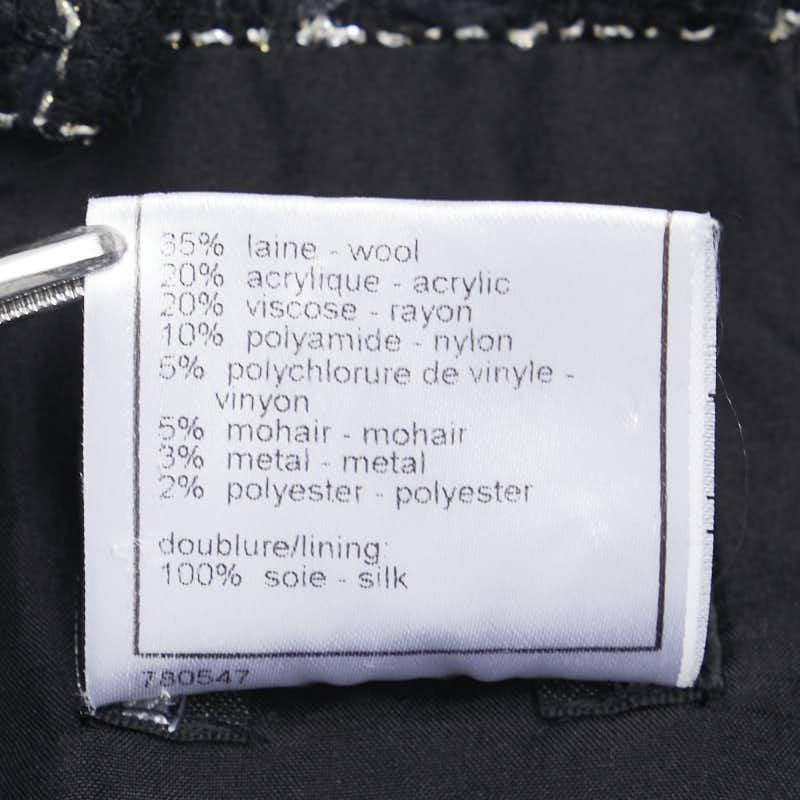 35% laine - wool
20% acrylique - acrylic
20% viscose - rayon
10% polyamide - nylon
5% polychlorure de vinyle -
vinyon
5% mohair - mohair
3% metal - metal
2% polyester - polyester
doublure/lining:
100% soie - silk
780547